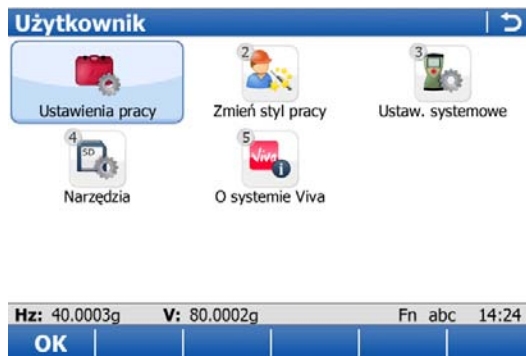 Użytkownik
2 3
Ustawienia pracy Zmień styl pracy Ustaw. systemowe
4 SD 5 Viva
Narzędzia O systemie Viva
Hz: 40.0003g V: 80.0002g Fn abc 14:24
OK